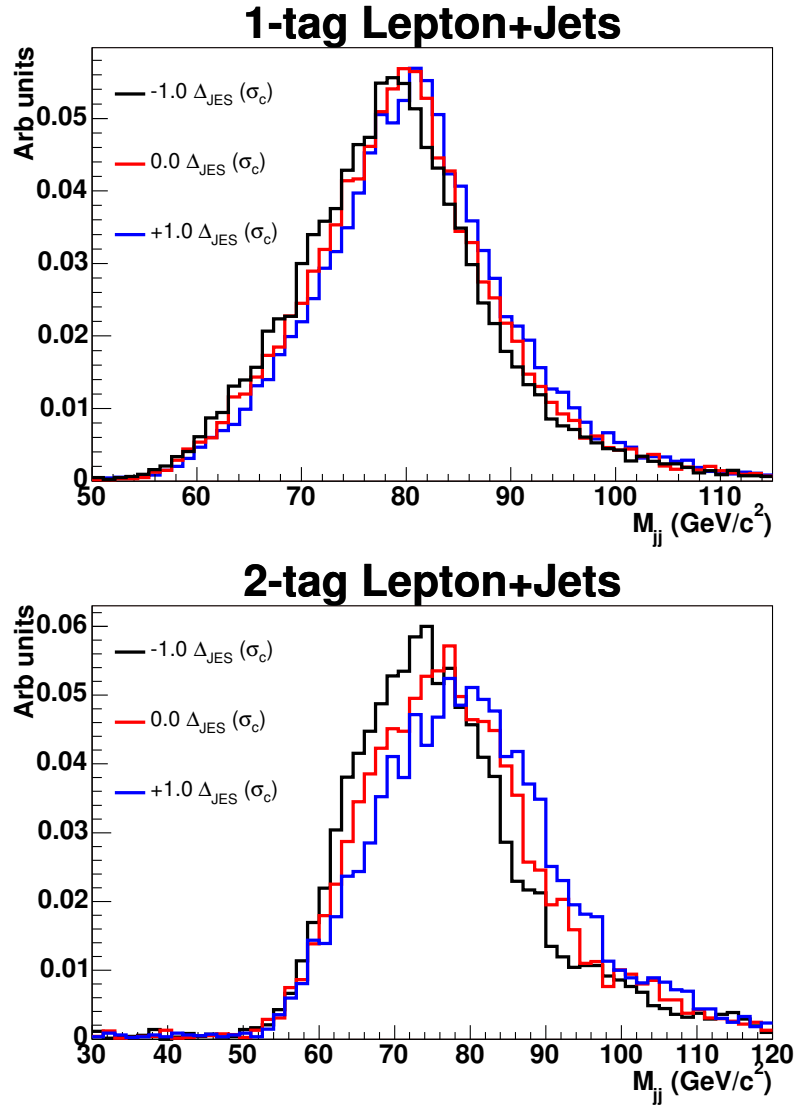 1-tag Lepton+Jets
Arb units
-1.0 Δ_JES (σ_c)
0.0 Δ_JES (σ_c)
+1.0 Δ_JES (σ_c)
0.05
0.04
0.03
0.02
0.01
0
50 60 70 80 90 100 110
M_jj (GeV/c²)
2-tag Lepton+Jets
Arb units
-1.0 Δ_JES (σ_c)
0.0 Δ_JES (σ_c)
+1.0 Δ_JES (σ_c)
0.06
0.05
0.04
0.03
0.02
0.01
0
30 40 50 60 70 80 90 100 110 120
M_jj (GeV/c²)